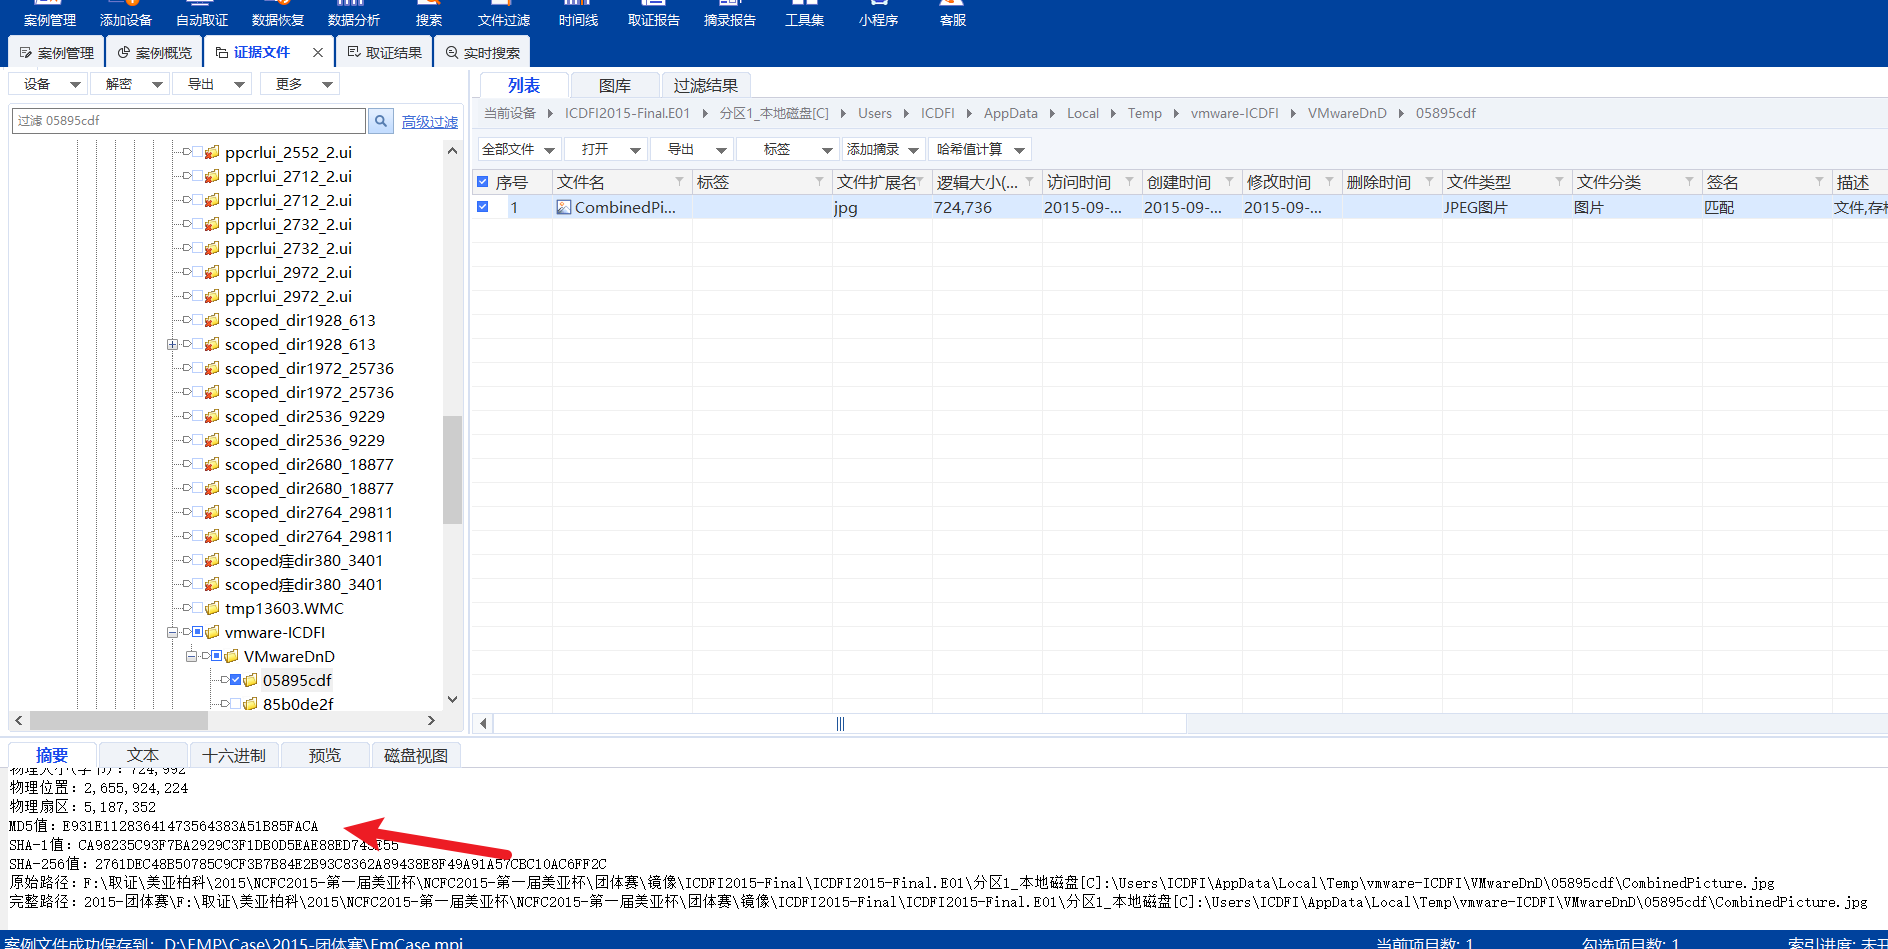 案例管理 添加设备 自动取证 数据恢复 数据分析 搜索 文件过滤 时间线 取证报告 摘录报告 工具集 小程序 客服
案例管理 案例概览 证据文件 取证结果 实时搜索
设备 解密 导出 更多
过滤 05895cdf 高级过滤
ppcrlui_2552_2.ui
ppcrlui_2712_2.ui
ppcrlui_2712_2.ui
ppcrlui_2732_2.ui
ppcrlui_2732_2.ui
ppcrlui_2972_2.ui
ppcrlui_2972_2.ui
scoped_dir1928_613
scoped_dir1928_613
scoped_dir1972_25736
scoped_dir1972_25736
scoped_dir2536_9229
scoped_dir2536_9229
scoped_dir2680_18877
scoped_dir2680_18877
scoped_dir2764_29811
scoped_dir2764_29811
scoped痊dir380_3401
scoped痊dir380_3401
tmp13603.WMC
vmware-ICDFI
VMwareDnD
05895cdf
85b0de2f
列表 图库 过滤结果
当前设备 ICDFI2015-Final.E01 分区1_本地磁盘[C] Users ICDFI AppData Local Temp vmware-ICDFI VMwareDnD 05895cdf
全部文件 打开 导出 标签 添加摘录 哈希值计算
序号 文件名 标签 文件扩展名 逻辑大小(... 访问时间 创建时间 修改时间 删除时间 文件类型 文件分类 签名 描述
1 CombinedPi... jpg 724,736 2015-09-... 2015-09-... 2015-09-... JPEG图片 图片 匹配 文件,存档
摘要 文本 十六进制 预览 磁盘视图
物理大小(字节)：724,992
物理位置：2,655,924,224
物理扇区：5,187,352
MD5值：E931E11283641473564383A51B85FACA
SHA-1值：CA98235C93F7BA2929C3F1DB0D5EAE88ED743E55
SHA-256值：2761DEC48B50785C9CF3B7B84E2B93C8362A89438E8F49A91A57CBC10AC6FF2C
原始路径：F:\取证\美亚柏科\2015\NCFC2015-第一届美亚杯\NCFC2015-第一届美亚杯\团体赛\镜像\ICDFI2015-Final\ICDFI2015-Final.E01\分区1_本地磁盘[C]:\Users\ICDFI\AppData\Local\Temp\vmware-ICDFI\VMwareDnD\05895cdf\CombinedPicture.jpg
完整路径：2015-团体赛\F:\取证\美亚柏科\2015\NCFC2015-第一届美亚杯\NCFC2015-第一届美亚杯\团体赛\镜像\ICDFI2015-Final\ICDFI2015-Final.E01\分区1_本地磁盘[C]:\Users\ICDFI\AppData\Local\Temp\vmware-ICDFI\VMwareDnD\05895cdf\CombinedPicture.jpg
案例文件成功保存到：D:\FMP\Case\2015-团体赛\FmCase.mpj 当前项目数：1 勾选项目数：1 索引进度：未开